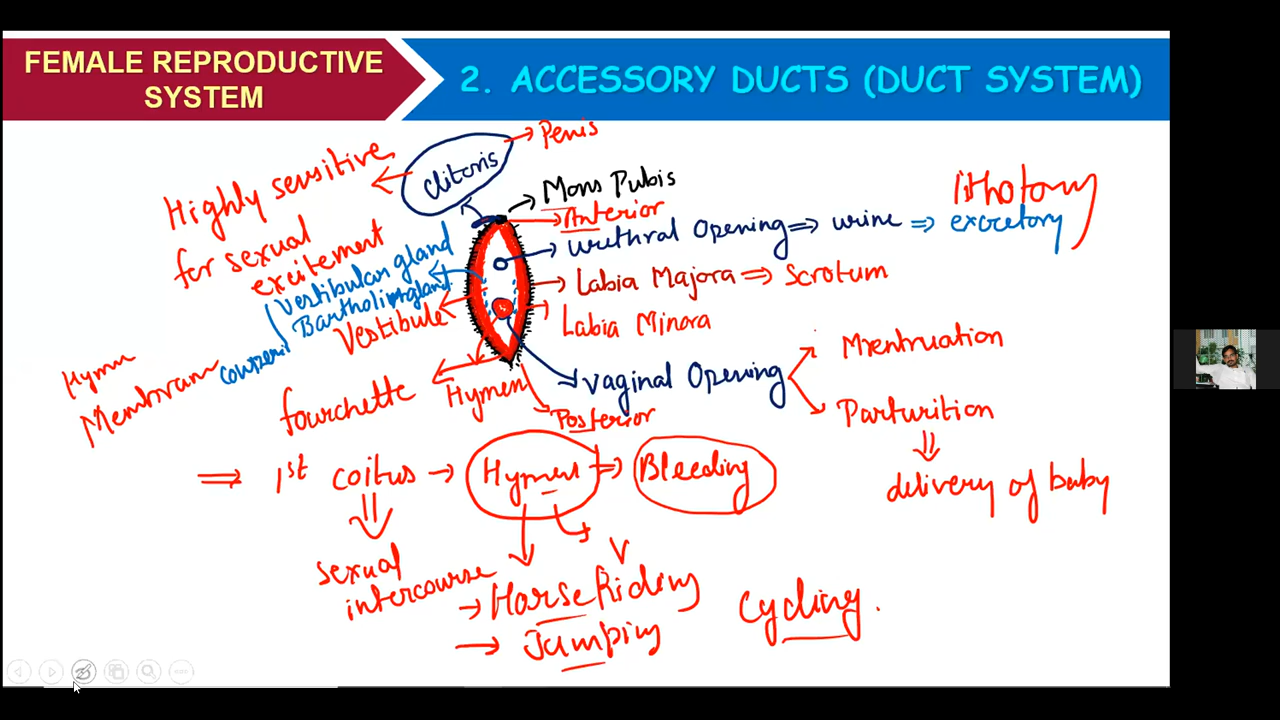 FEMALE REPRODUCTIVE
SYSTEM
2. ACCESSORY DUCTS (DUCT SYSTEM)
clitoris
Penis
Highly sensitive
for sexual
excitement
Mons Pubis
Anterior
Urethral Opening ⇒ urine ⇒ excretory
lithotomy
Labia Majora ⇒ Scrotum
Labia Minora
Vestibular gland
Bartholin gland
Vestibule
Hymen
Membrane
fourchette
Hymen
Vaginal Opening
Posterior
Menstruation
Parturition
delivery of baby
⇒ 1st coitus → Hymen ⇒ Bleeding
sexual
intercourse
→ Horse Riding
→ Jumping
Cycling.